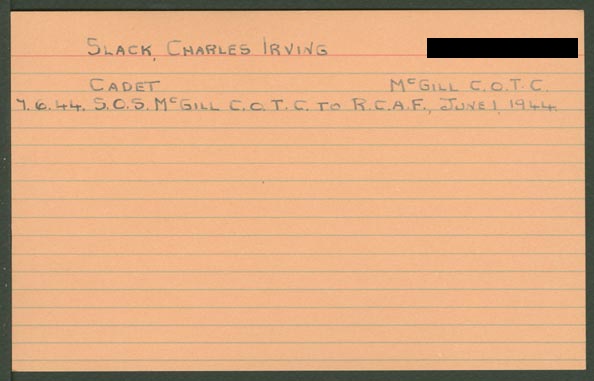 SLACK, CHARLES IRVING
CADET McGILL C.O.T.C.
7.6.44. S.O.S. McGILL C.O.T.C. TO R.C.A.F., JUNE 1, 1944.